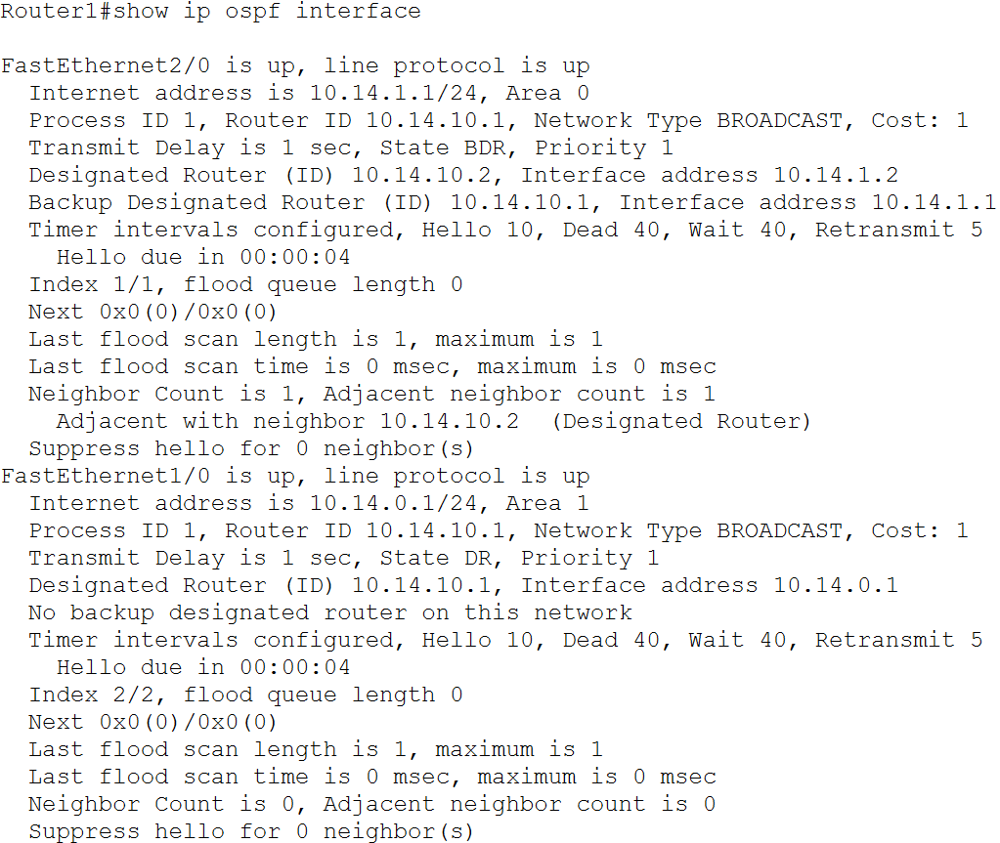 Router1#show ip ospf interface
FastEthernet2/0 is up, line protocol is up
Internet address is 10.14.1.1/24, Area 0
Process ID 1, Router ID 10.14.10.1, Network Type BROADCAST, Cost: 1
Transmit Delay is 1 sec, State BDR, Priority 1
Designated Router (ID) 10.14.10.2, Interface address 10.14.1.2
Backup Designated Router (ID) 10.14.10.1, Interface address 10.14.1.1
Timer intervals configured, Hello 10, Dead 40, Wait 40, Retransmit 5
Hello due in 00:00:04
Index 1/1, flood queue length 0
Next 0x0(0)/0x0(0)
Last flood scan length is 1, maximum is 1
Last flood scan time is 0 msec, maximum is 0 msec
Neighbor Count is 1, Adjacent neighbor count is 1
Adjacent with neighbor 10.14.10.2  (Designated Router)
Suppress hello for 0 neighbor(s)
FastEthernet1/0 is up, line protocol is up
Internet address is 10.14.0.1/24, Area 1
Process ID 1, Router ID 10.14.10.1, Network Type BROADCAST, Cost: 1
Transmit Delay is 1 sec, State DR, Priority 1
Designated Router (ID) 10.14.10.1, Interface address 10.14.0.1
No backup designated router on this network
Timer intervals configured, Hello 10, Dead 40, Wait 40, Retransmit 5
Hello due in 00:00:04
Index 2/2, flood queue length 0
Next 0x0(0)/0x0(0)
Last flood scan length is 1, maximum is 1
Last flood scan time is 0 msec, maximum is 0 msec
Neighbor Count is 0, Adjacent neighbor count is 0
Suppress hello for 0 neighbor(s)